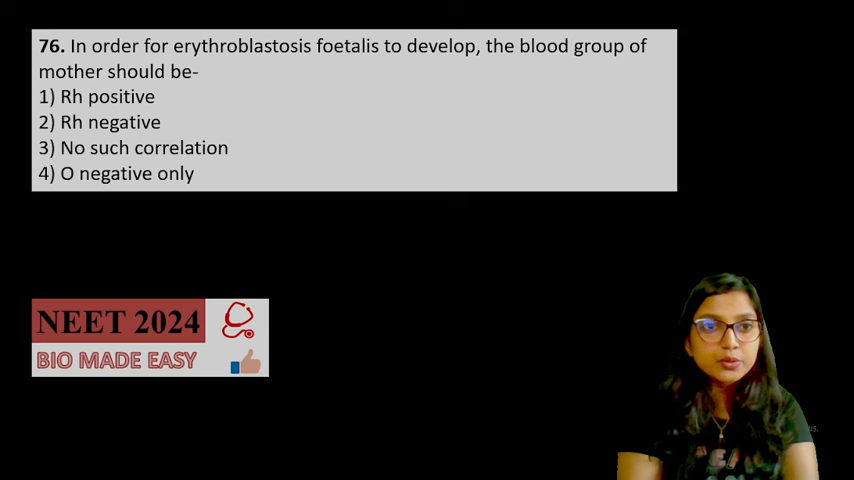 76. In order for erythroblastosis foetalis to develop, the blood group of
mother should be-
1) Rh positive
2) Rh negative
3) No such correlation
4) O negative only
NEET 2024
BIO MADE EASY